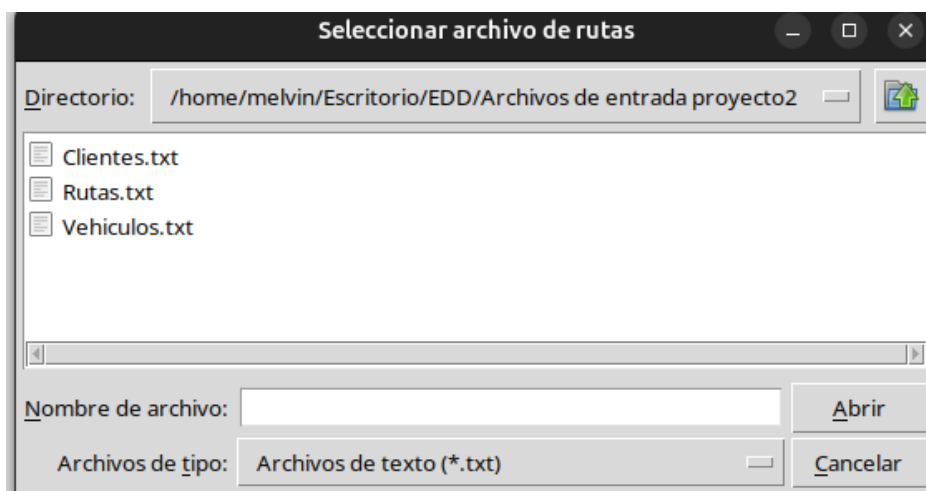 Seleccionar archivo de rutas
Directorio: /home/melvin/Escritorio/EDD/Archivos de entrada proyecto2
Clientes.txt
Rutas.txt
Vehiculos.txt
Nombre de archivo: Abrir
Archivos de tipo: Archivos de texto (*.txt) Cancelar